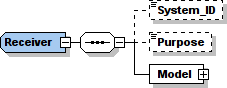 System_ID
Receiver
Purpose
Model